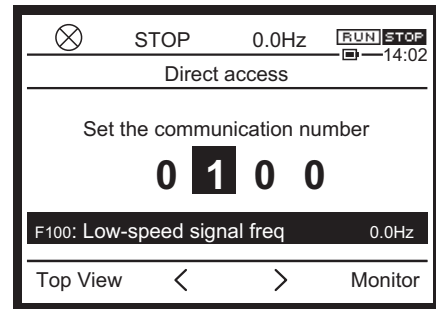 STOP 0.0Hz RUN STOP
14:02
Direct access
Set the communication number
0 1 0 0
F100: Low-speed signal freq 0.0Hz
Top View < > Monitor